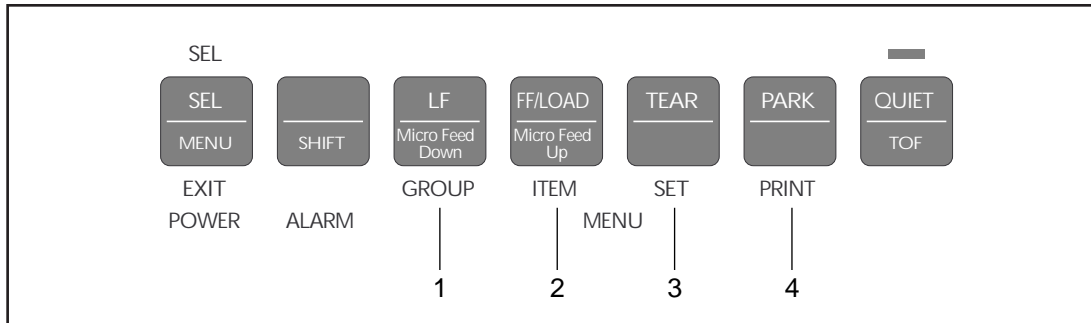 SEL
SEL LF FF/LOAD TEAR PARK QUIET
MENU SHIFT Micro Feed Down Micro Feed Up TOF
EXIT GROUP ITEM SET PRINT
POWER ALARM MENU
1 2 3 4